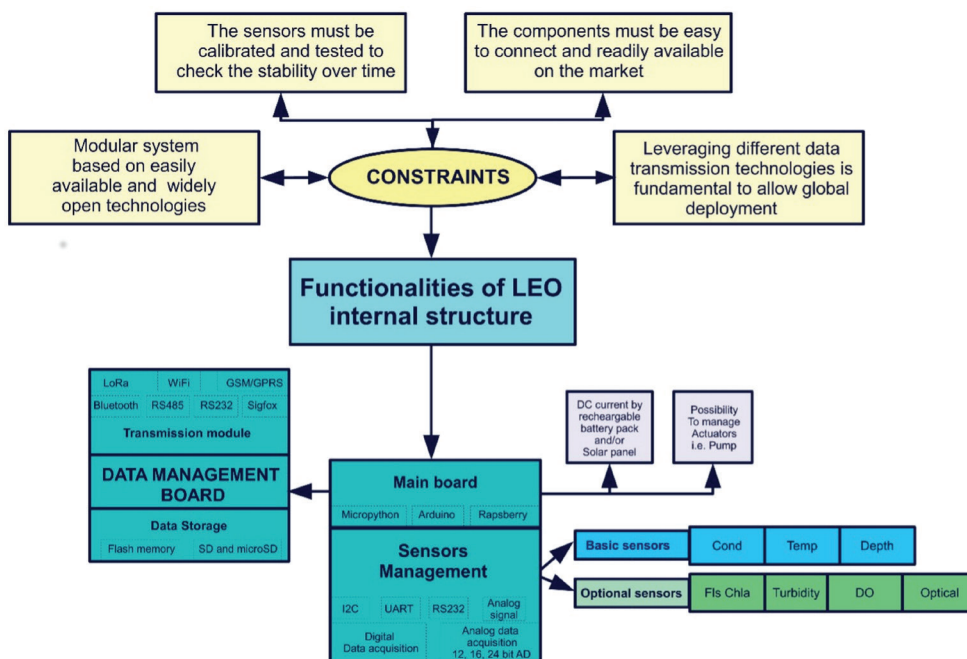 The sensors must be
calibrated and tested to
check the stability over time
The components must be easy
to connect and readily available
on the market
Modular system
based on easily
available and widely
open technologies
CONSTRAINTS
Leveraging different data
transmission technologies is
fundamental to allow global
deployment
Functionalities of LEO
internal structure
LoRa WiFi GSM/GPRS
Bluetooth RS485 RS232 Sigfox
Transmission module
DATA MANAGEMENT
BOARD
Data Storage
Flash memory SD and microSD
DC current by
recheargable
battery pack
and/or
Solar panel
Possibility
To manage
Actuators
i.e. Pump
Main board
Micropython Arduino Rapsberry
Sensors
Management
I2C UART RS232 Analog
signal
Digital
Data acquisition
Analog data
acquisition
12, 16, 24 bit AD
Basic sensors Cond Temp Depth
Optional sensors Fls Chla Turbidity DO Optical